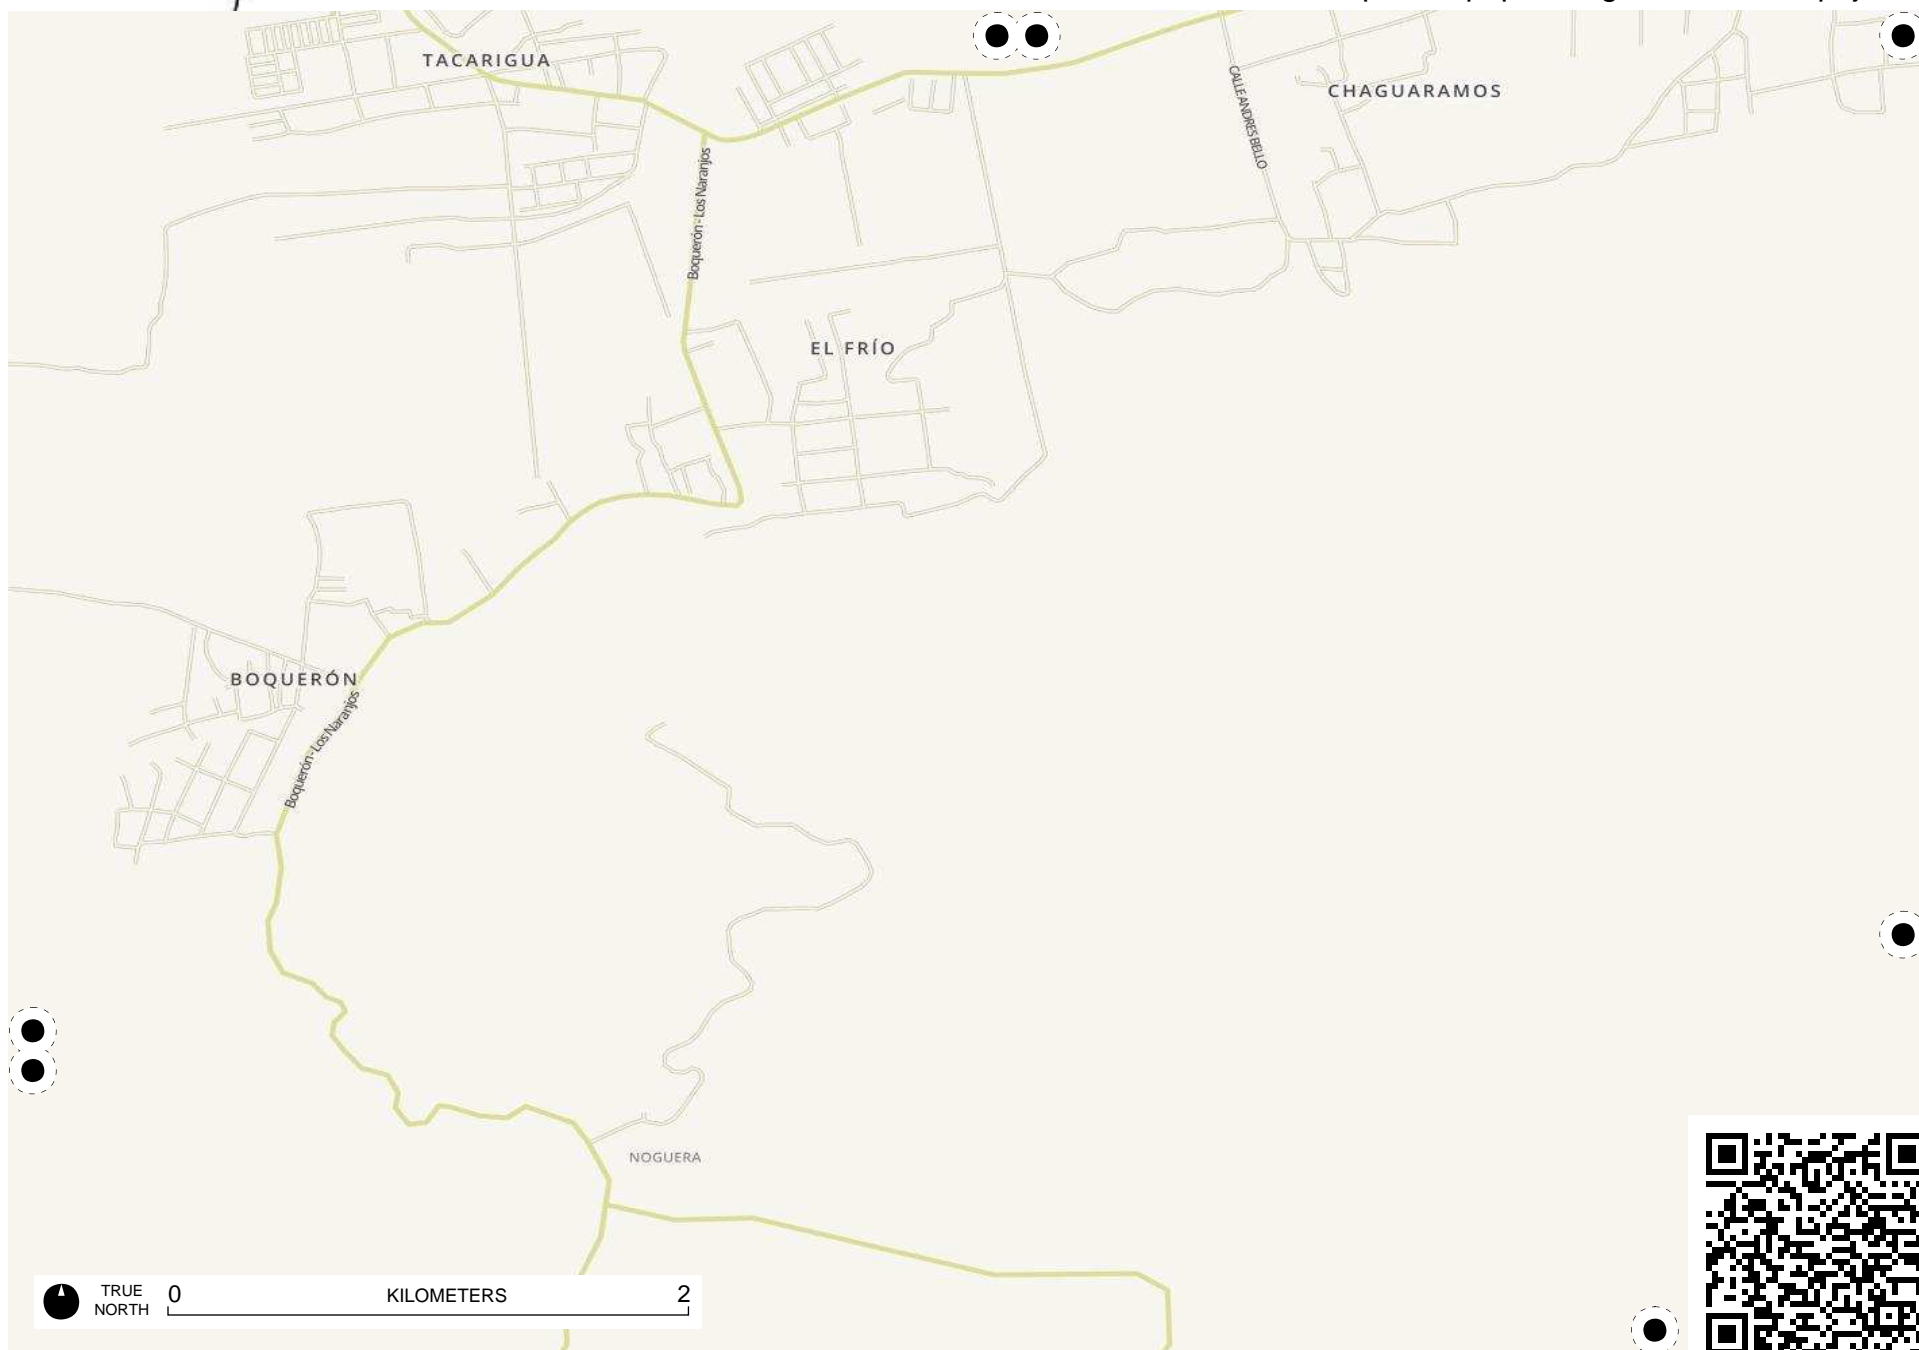 TACARIGUA
CHAGUARAMOS
CALLE ANDRES BELLO
Boquerón - Los Naranjos
EL FRÍO
BOQUERÓN
Boquerón - Los Naranjos
NOGUERA
TRUE NORTH
0 KILOMETERS 2